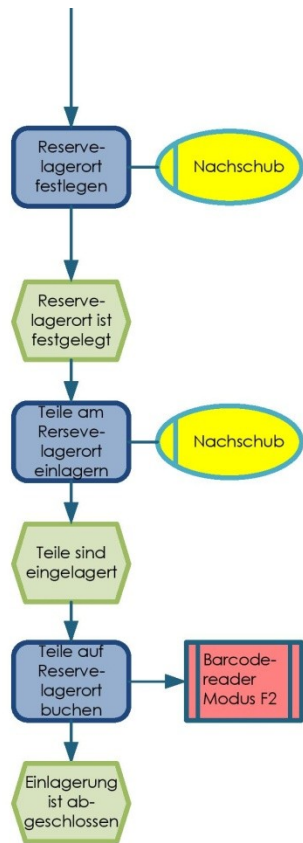 Reserve-
lagerort
festlegen
Nachschub
Reserve-
lagerort ist
festgelegt
Teile am
Rerseve-
lagerort
einlagern
Nachschub
Teile sind
eingelagert
Teile auf
Reserve-
lagerort
buchen
Barcode-
reader
Modus F2
Einlagerung
ist ab-
geschlossen